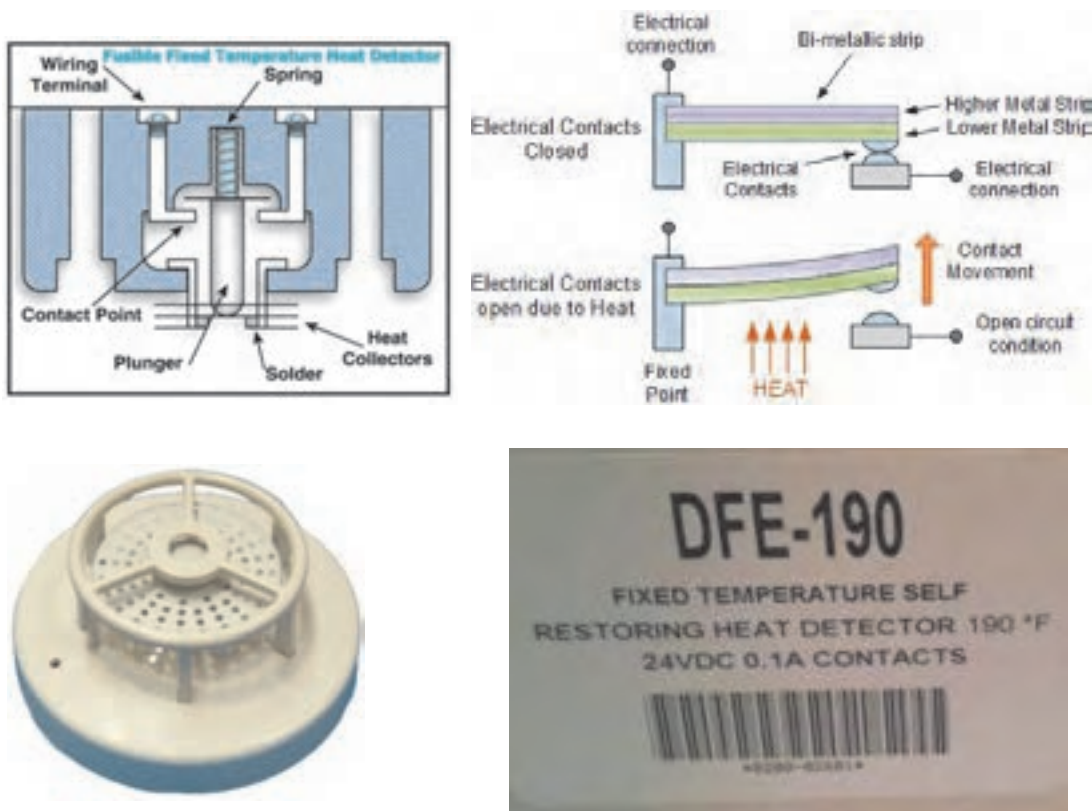 Fusible Fixed Temperature Heat Detector
Wiring
Terminal
Spring
Contact Point
Plunger
Solder
Heat
Collectors
Electrical
connection
Bi-metallic strip
Electrical Contacts
Closed
Higher Metal Strip
Lower Metal Strip
Electrical
Contacts
Electrical
connection
Electrical Contacts
open due to Heat
Contact
Movement
Open circuit
condition
Fixed
Point
HEAT
DFE-190
FIXED TEMPERATURE SELF
RESTORING HEAT DETECTOR 190 °F
24VDC 0.1A CONTACTS